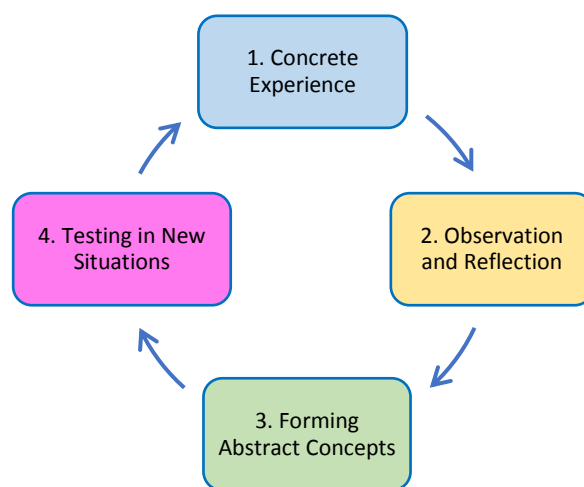 1. Concrete
Experience
2. Observation
and Reflection
3. Forming
Abstract Concepts
4. Testing in New
Situations